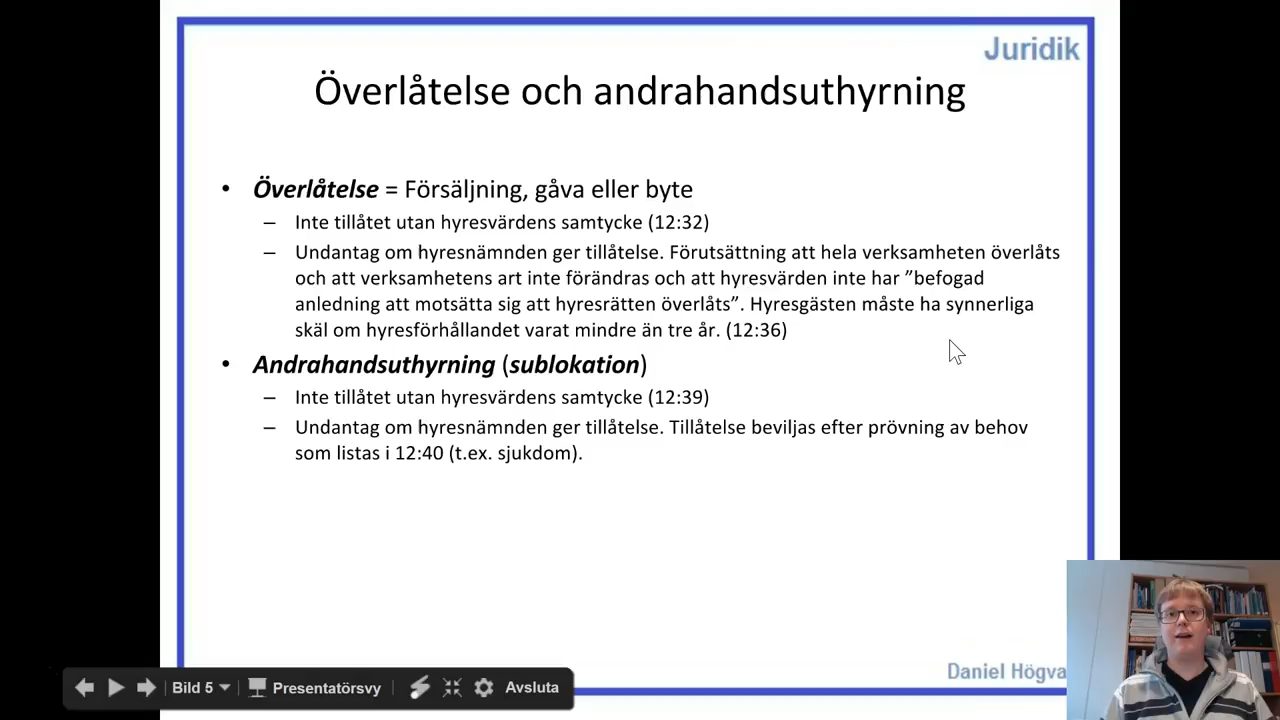 Juridik
Överlåtelse och andrahandsuthyrning
• Överlåtelse = Försäljning, gåva eller byte
– Inte tillåtet utan hyresvärdens samtycke (12:32)
– Undantag om hyresnämnden ger tillåtelse. Förutsättning att hela verksamheten överlåts
och att verksamhetens art inte förändras och att hyresvärden inte har ”befogad
anledning att motsätta sig att hyresrätten överlåts”. Hyresgästen måste ha synnerliga
skäl om hyresförhållandet varat mindre än tre år. (12:36)
• Andrahandsuthyrning (sublokation)
– Inte tillåtet utan hyresvärdens samtycke (12:39)
– Undantag om hyresnämnden ger tillåtelse. Tillåtelse beviljas efter prövning av behov
som listas i 12:40 (t.ex. sjukdom).
Daniel Högva
Bild 5 Presentatörsvy Avsluta